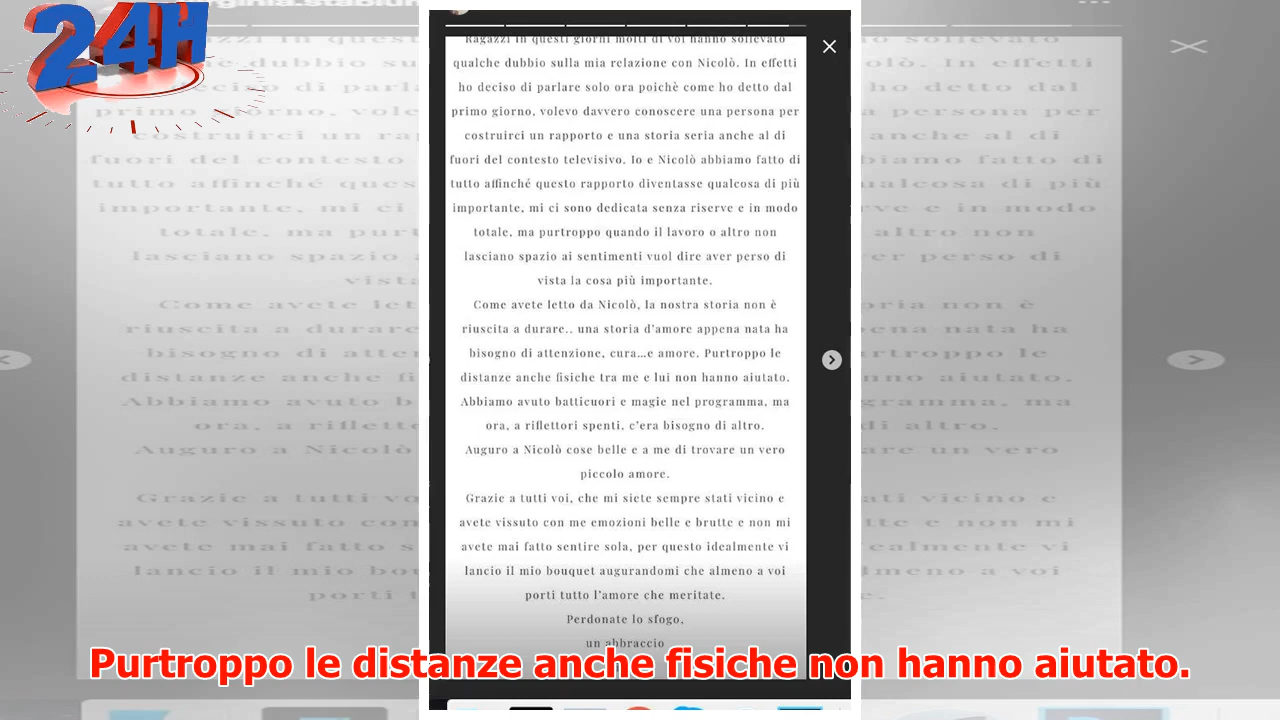 24H
Ragazzi in questi giorni molti di voi hanno sollevato
qualche dubbio sulla mia relazione con Nicolò. In effetti
ho deciso di parlare solo ora poichè come ho detto dal
primo giorno, volevo davvero conoscere una persona per
costruirci un rapporto e una storia seria anche al di
fuori del contesto televisivo. Io e Nicolò abbiamo fatto di
tutto affinché questo rapporto diventasse qualcosa di più
importante, mi ci sono dedicata senza riserve e in modo
totale, ma purtroppo quando il lavoro o altro non
lasciano spazio ai sentimenti vuol dire aver perso di
vista la cosa più importante.
Come avete letto da Nicolò, la nostra storia non è
riuscita a durare.. una storia d'amore appena nata ha
bisogno di attenzione, cura...e amore. Purtroppo le
distanze anche fisiche tra me e lui non hanno aiutato.
Abbiamo avuto batticuori e magie nel programma, ma
ora, a riflettori spenti, c'era bisogno di altro.
Auguro a Nicolò cose belle e a me di trovare un vero
piccolo amore.
Grazie a tutti voi, che mi siete sempre stati vicino e
avete vissuto con me emozioni belle e brutte e non mi
avete mai fatto sentire sola, per questo idealmente vi
lancio il mio bouquet augurandomi che almeno a voi
porti tutto l'amore che meritate.
Perdonate lo sfogo,
un abbraccio
Purtroppo le distanze anche fisiche non hanno aiutato.